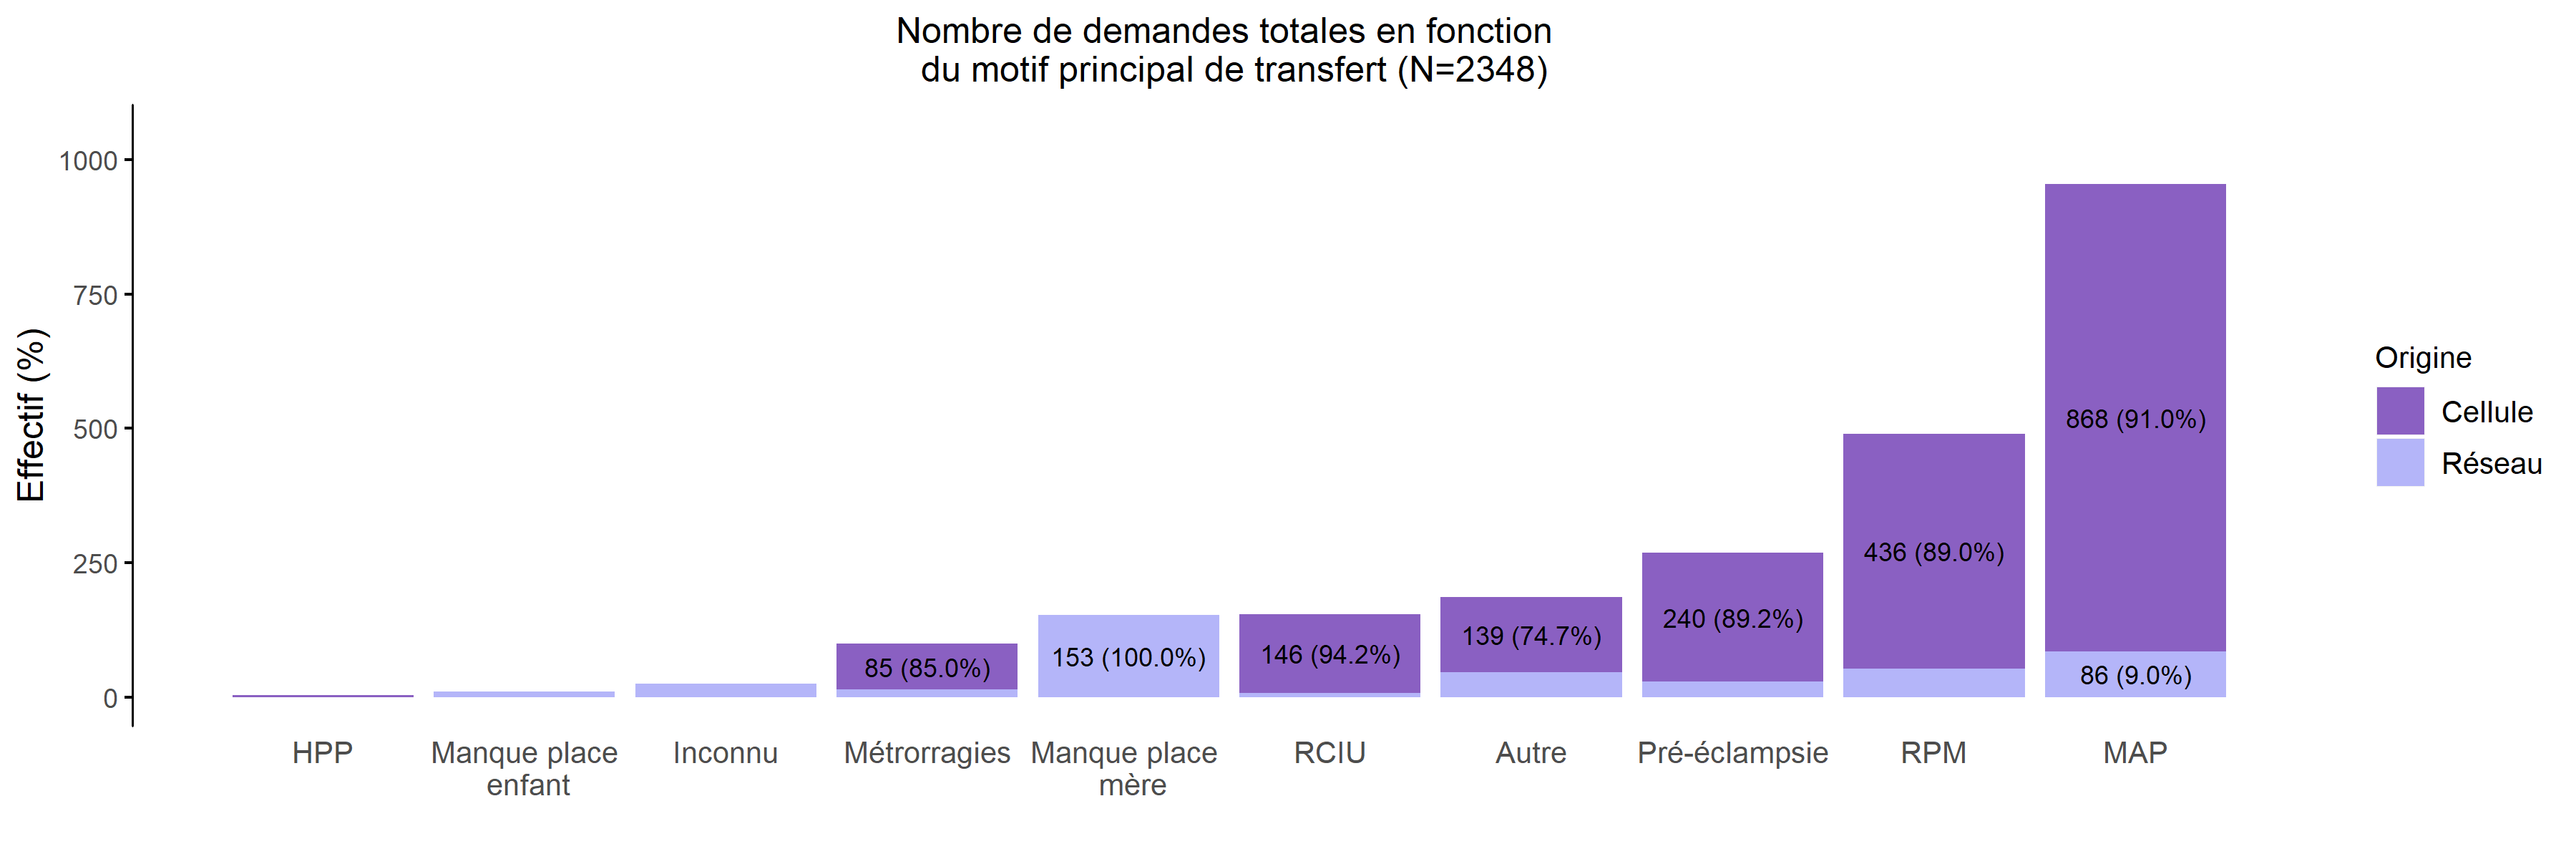 Nombre de demandes totales en fonction
du motif principal de transfert (N=2348)
Effectif (%)
1000
750
500
250
0
85 (85.0%)
153 (100.0%)
146 (94.2%)
139 (74.7%)
240 (89.2%)
436 (89.0%)
868 (91.0%)
86 (9.0%)
HPP
Manque place
enfant
Inconnu
Métrorragies
Manque place
mère
RCIU
Autre
Pré-éclampsie
RPM
MAP
Origine
Cellule
Réseau